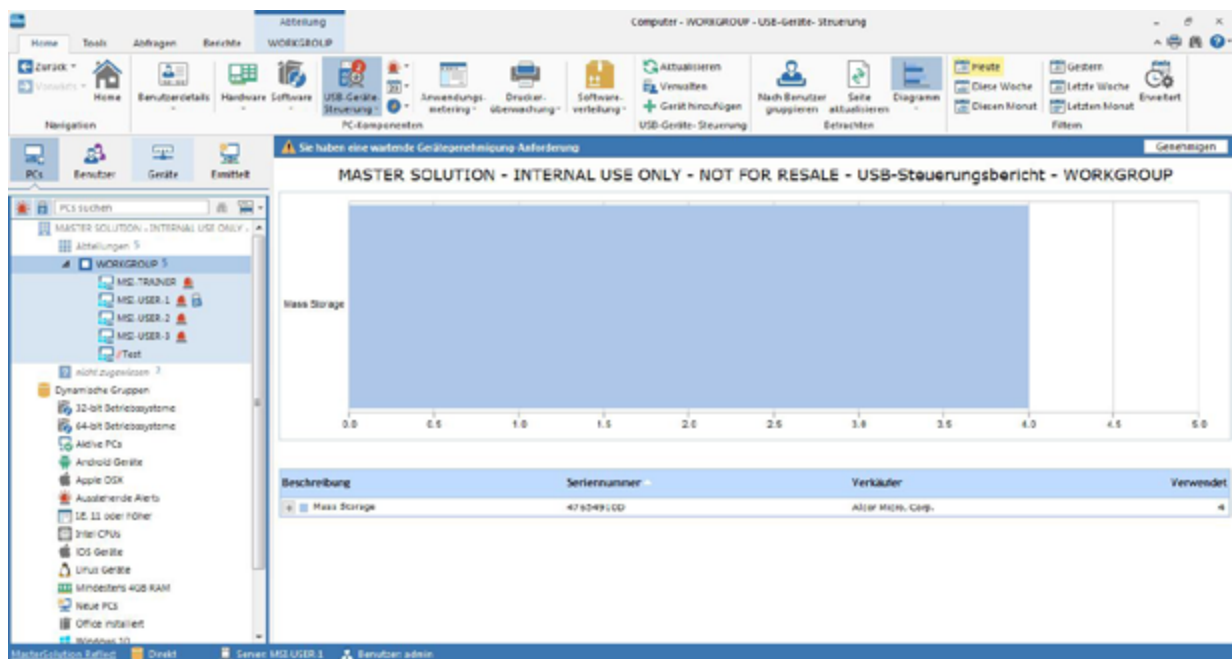 Abteilung
Computer - WORKGROUP - USB-Geräte- Steuerung
Home Tools Abfragen Berichte WORKGROUP
Zurück
Vorwärts
Home
Benutzerdetails
Hardware
Software
USB-Geräte- Steuerung
2
Anwendungs- metering
Drucker- überwachung
Software- verteilung
Aktualisieren
Verwalten
Gerät hinzufügen
Nach Benutzer gruppieren
Seite aktualisieren
Diagramm
Heute
Diese Woche
Diesen Monat
Gestern
Letzte Woche
Letzten Monat
Erweitert
Navigation PC-Komponenten USB-Geräte- Steuerung Betrachten Filtern
PCs Benutzer Geräte Ermittelt
Sie haben eine wartende Gerätegenehmigung-Anforderung Genehmigen
PCs suchen
MASTER SOLUTION - INTERNAL USE ONLY -
Abteilungen 5
WORKGROUP 5
MSI-TRAINER
MSI-USER-1
MSI-USER-2
MSI-USER-3
//Test
nicht zugewiesen
Dynamische Gruppen
32-bit Betriebssysteme
64-bit Betriebssysteme
Aktive PCs
Android Geräte
Apple OSX
Ausstehende Alerts
IE 11 oder
Intel CPUs
iOS Geräte
Linux Geräte
Mindestens 4GB RAM
Neue PCs
Office installiert
Windows 10
MASTER SOLUTION - INTERNAL USE ONLY - NOT FOR RESALE - USB-Steuerungsbericht - WORKGROUP
Mass Storage
0.0 0.5 1.0 1.5 2.0 2.5 3.0 3.5 4.0 4.5 5.0
Beschreibung Seriennummer Verkäufer Verwendet
Mass Storage Alcor Micro, Corp. 4
MasterSolution Reflect Direkt Server: MSI-USER-1 Benutzer: admin